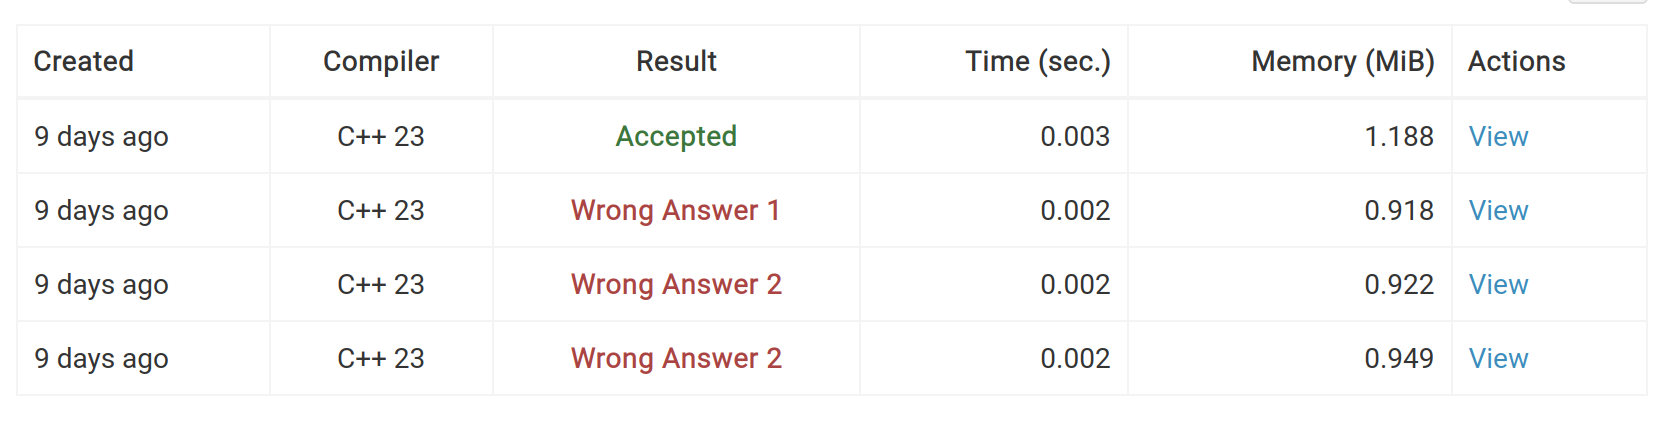 Created Compiler Result Time (sec.) Memory (MiB) Actions
9 days ago C++ 23 Accepted 0.003 1.188 View
9 days ago C++ 23 Wrong Answer 1 0.002 0.918 View
9 days ago C++ 23 Wrong Answer 2 0.002 0.922 View
9 days ago C++ 23 Wrong Answer 2 0.002 0.949 View